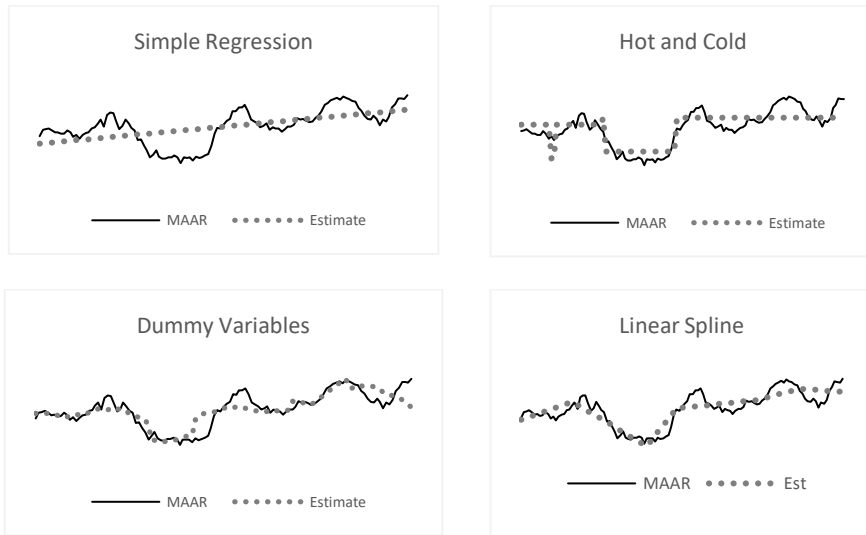 Simple Regression
MAAR Estimate
Hot and Cold
MAAR Estimate
Dummy Variables
MAAR Estimate
Linear Spline
MAAR Est